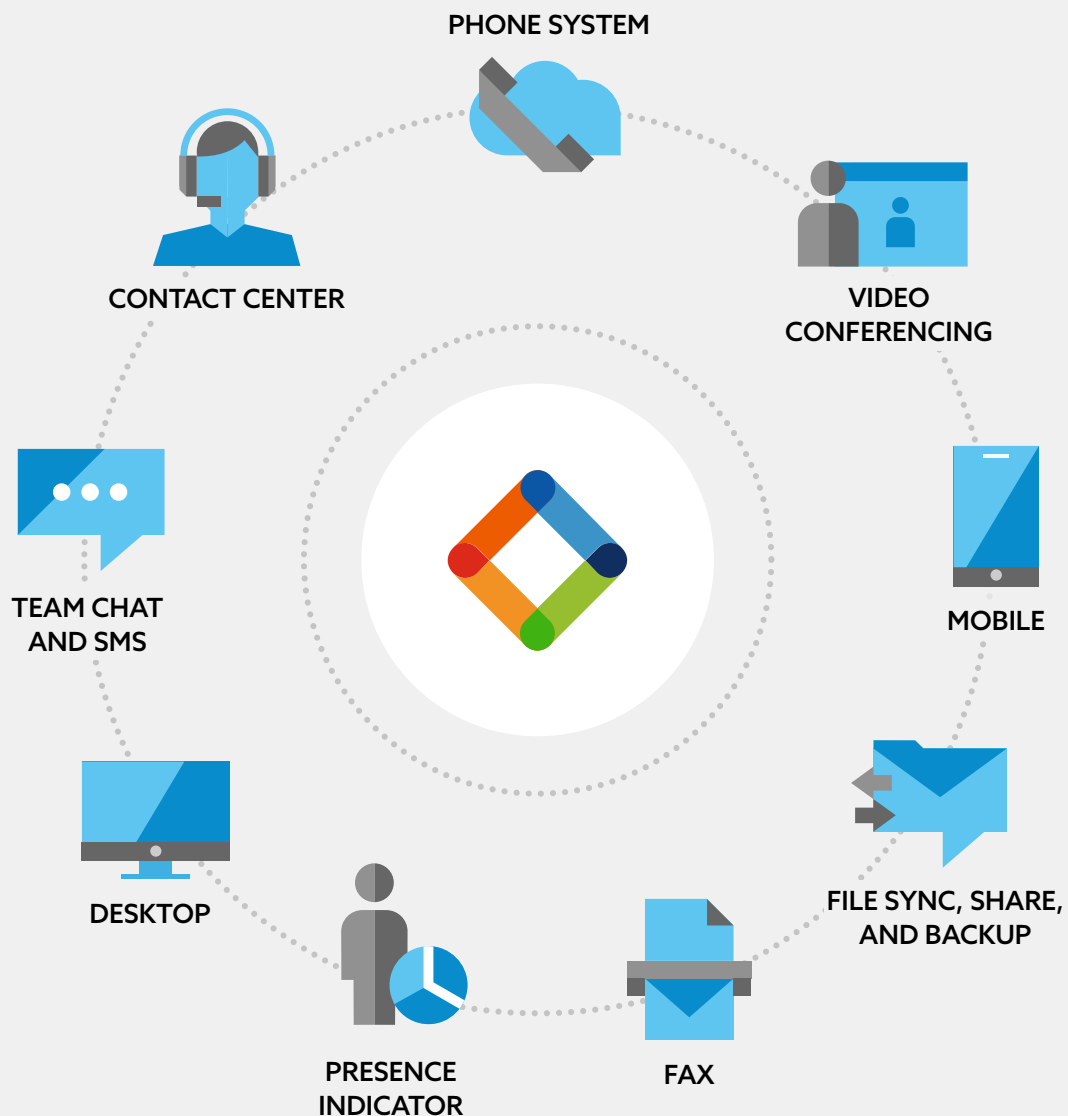 PHONE SYSTEM
CONTACT CENTER
VIDEO
CONFERENCING
TEAM CHAT
AND SMS
MOBILE
DESKTOP
FILE SYNC, SHARE,
AND BACKUP
PRESENCE
INDICATOR
FAX